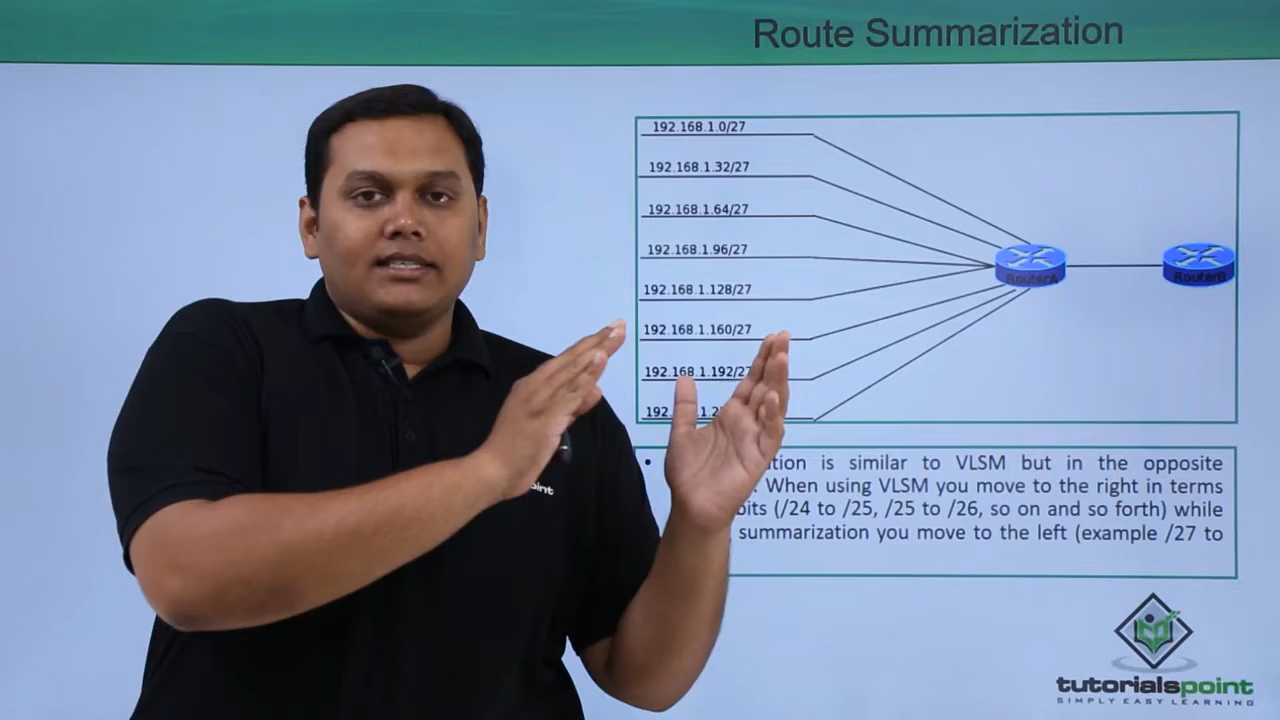 Route Summarization
192.168.1.0/27
192.168.1.32/27
192.168.1.64/27
192.168.1.96/27
192.168.1.128/27
192.168.1.160/27
192.168.1.192/27
192.
RouterA
RouterB
is similar to VLSM but in the opposite
. When using VLSM you move to the right in terms
(/24 to /25, /25 to /26, so on and so forth) while
summarization you move to the left (example /27 to
tutorialspoint
SIMPLY EASY LEARNING